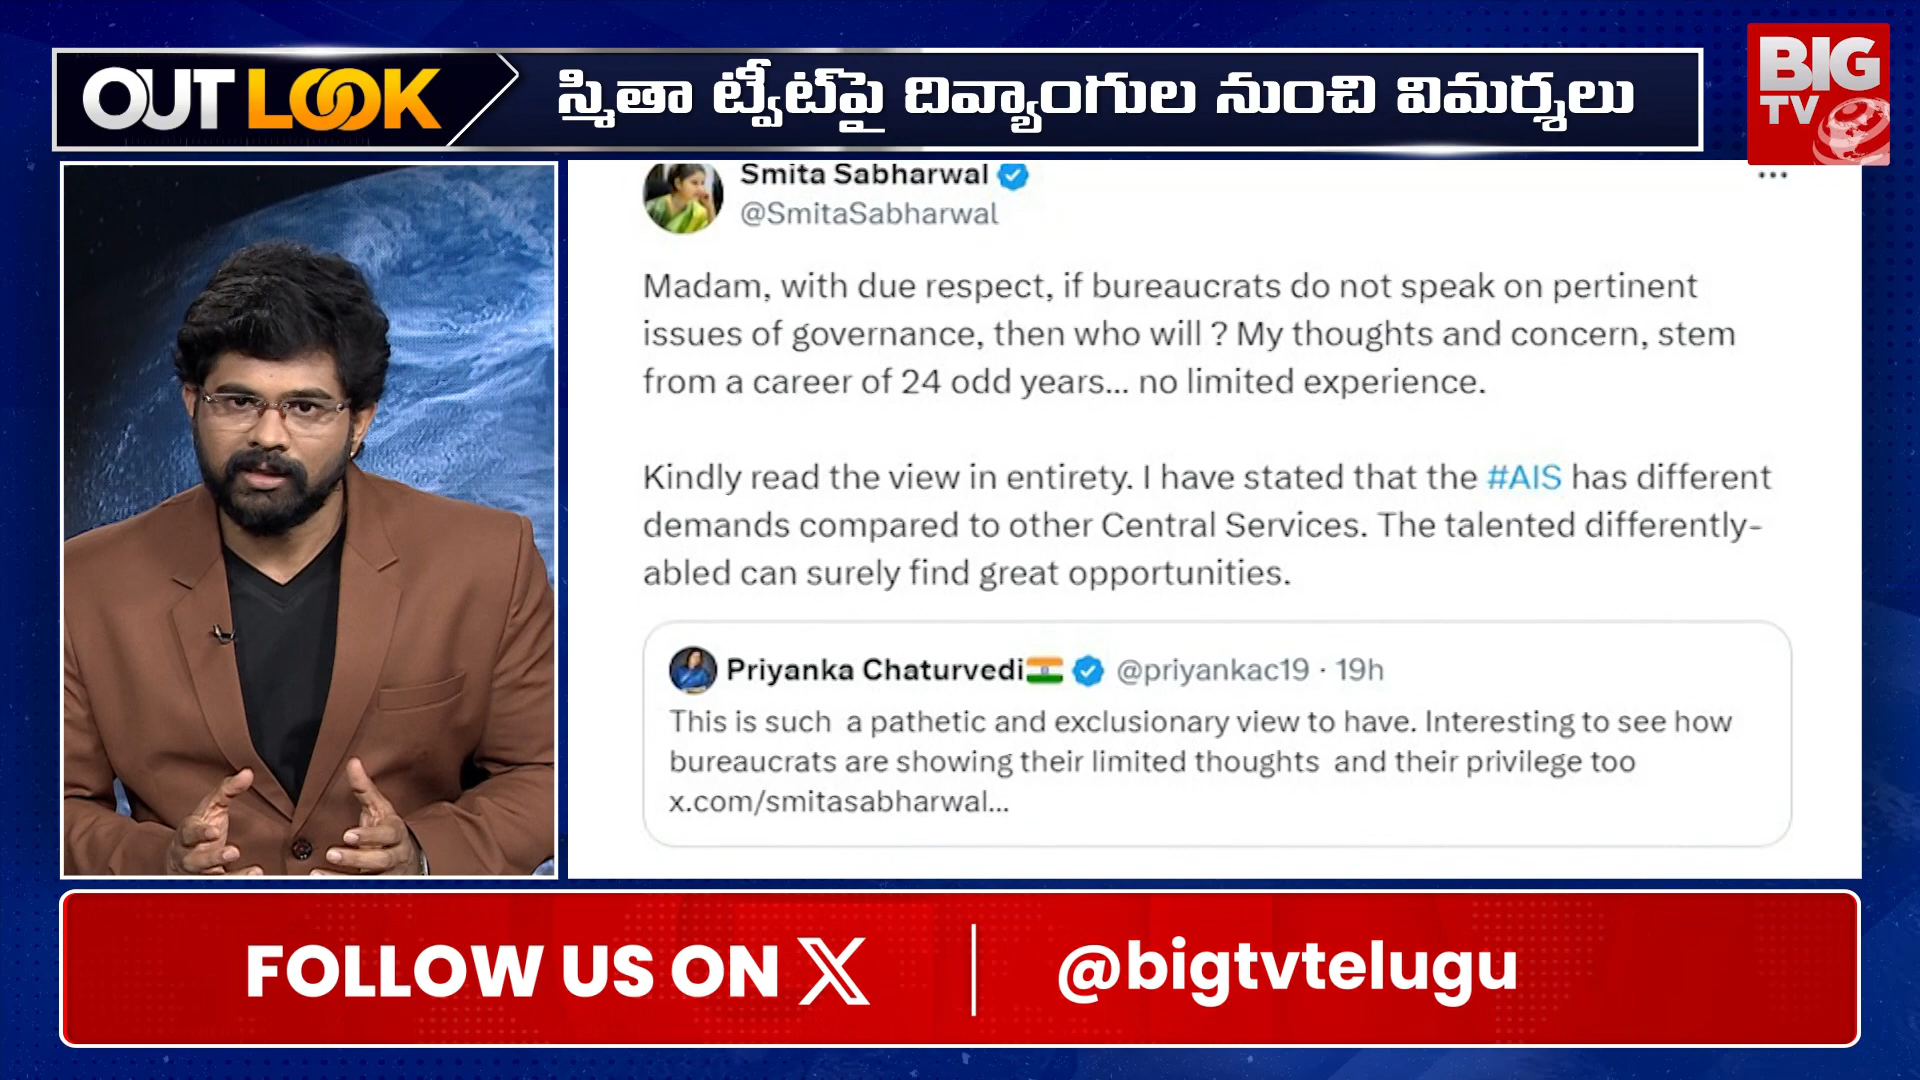 OUTLOOK
స్మితా ట్వీట్‌పై దివ్యాంగుల నుంచి విమర్శలు
BIG
TV
Smita Sabharwal
@SmitaSabharwal
Madam, with due respect, if bureaucrats do not speak on pertinent
issues of governance, then who will ? My thoughts and concern, stem
from a career of 24 odd years... no limited experience.
Kindly read the view in entirety. I have stated that the #AIS has different
demands compared to other Central Services. The talented differently-
abled can surely find great opportunities.
Priyanka Chaturvedi🇮🇳 @priyankac19 · 19h
This is such a pathetic and exclusionary view to have. Interesting to see how
bureaucrats are showing their limited thoughts and their privilege too
x.com/smitasabharwal...
FOLLOW US ON X
@bigtvtelugu